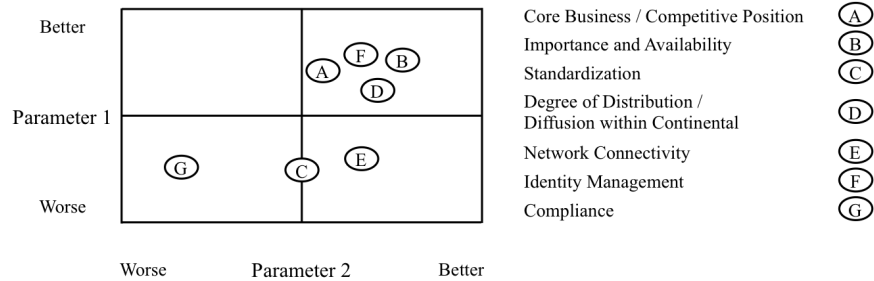 Better
F
B
A
D
Parameter 1
G
C
E
Worse
Worse
Parameter 2
Better
Core Business / Competitive Position A
Importance and Availability B
Standardization C
Degree of Distribution /
Diffusion within Continental D
Network Connectivity E
Identity Management F
Compliance G